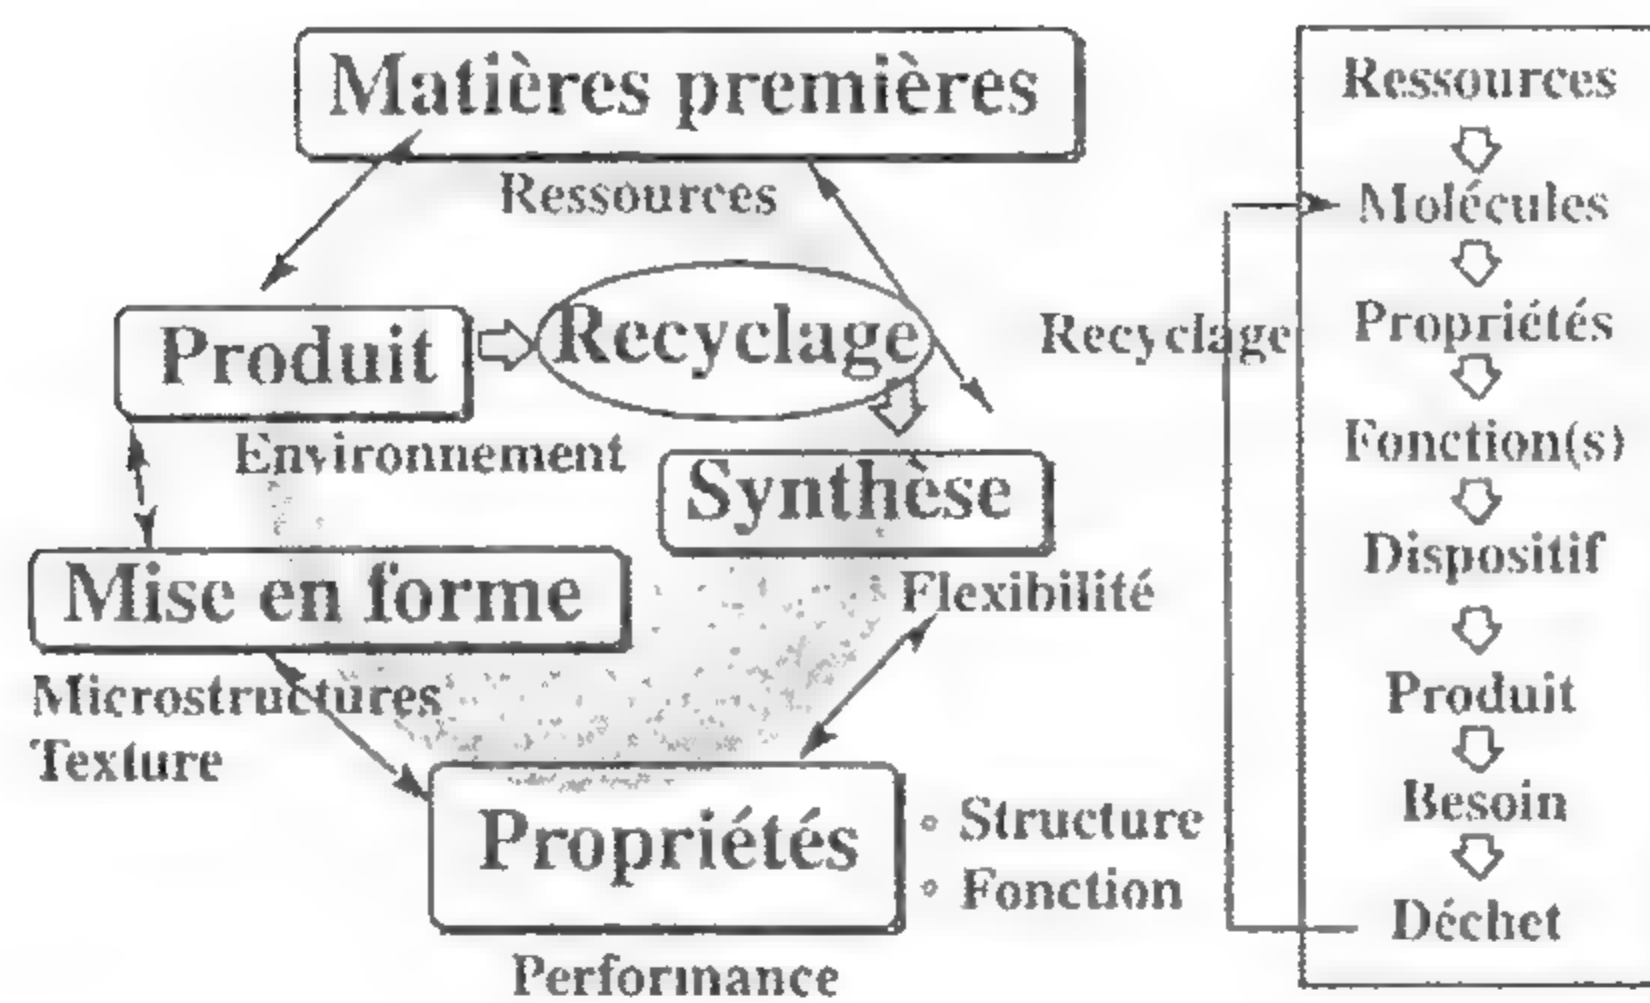 Matières premières
Ressources
Produit
Recyclage
Environnement
Synthèse
Mise en forme
Flexibilité
Microstructures
Texture
Propriétés
◦ Structure
◦ Fonction
Performance
Recyclage
Ressources
Molécules
Propriétés
Fonction(s)
Dispositif
Produit
Besoin
Déchet